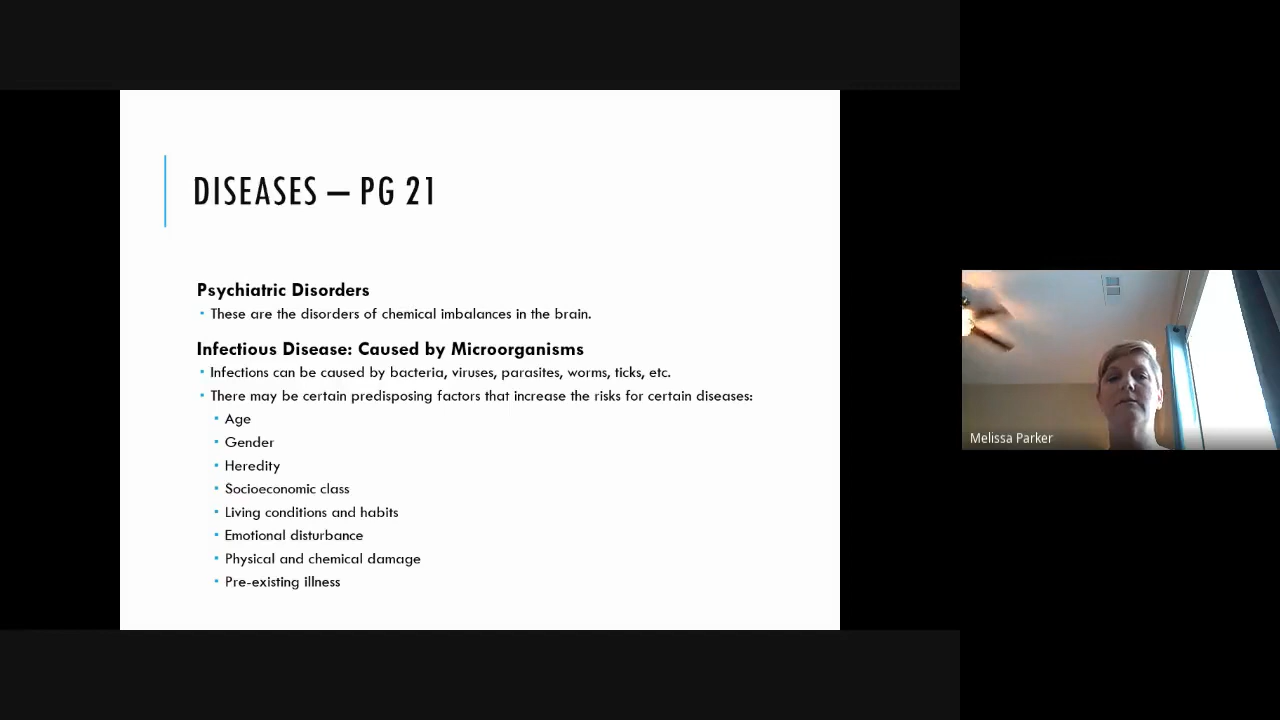 DISEASES – PG 21
Psychiatric Disorders
▪ These are the disorders of chemical imbalances in the brain.
Infectious Disease: Caused by Microorganisms
▪ Infections can be caused by bacteria, viruses, parasites, worms, ticks, etc.
▪ There may be certain predisposing factors that increase the risks for certain diseases:
▪ Age
▪ Gender
▪ Heredity
▪ Socioeconomic class
▪ Living conditions and habits
▪ Emotional disturbance
▪ Physical and chemical damage
▪ Pre-existing illness
Melissa Parker